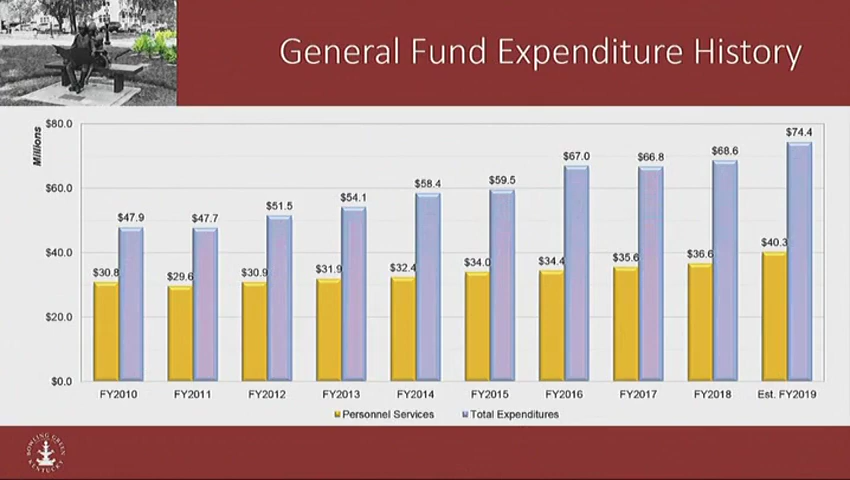 General Fund Expenditure History
Millions
$80.0
$60.0
$40.0
$20.0
$0.0
$30.8 $47.9
$29.6 $47.7
$30.9 $51.5
$31.9 $54.1
$32.4 $58.4
$34.0 $59.5
$34.4 $67.0
$35.6 $66.8
$36.6 $68.6
$40.3 $74.4
FY2010 FY2011 FY2012 FY2013 FY2014 FY2015 FY2016 FY2017 FY2018 Est. FY2019
Personnel Services Total Expenditures
BOWLING GREEN
KENTUCKY